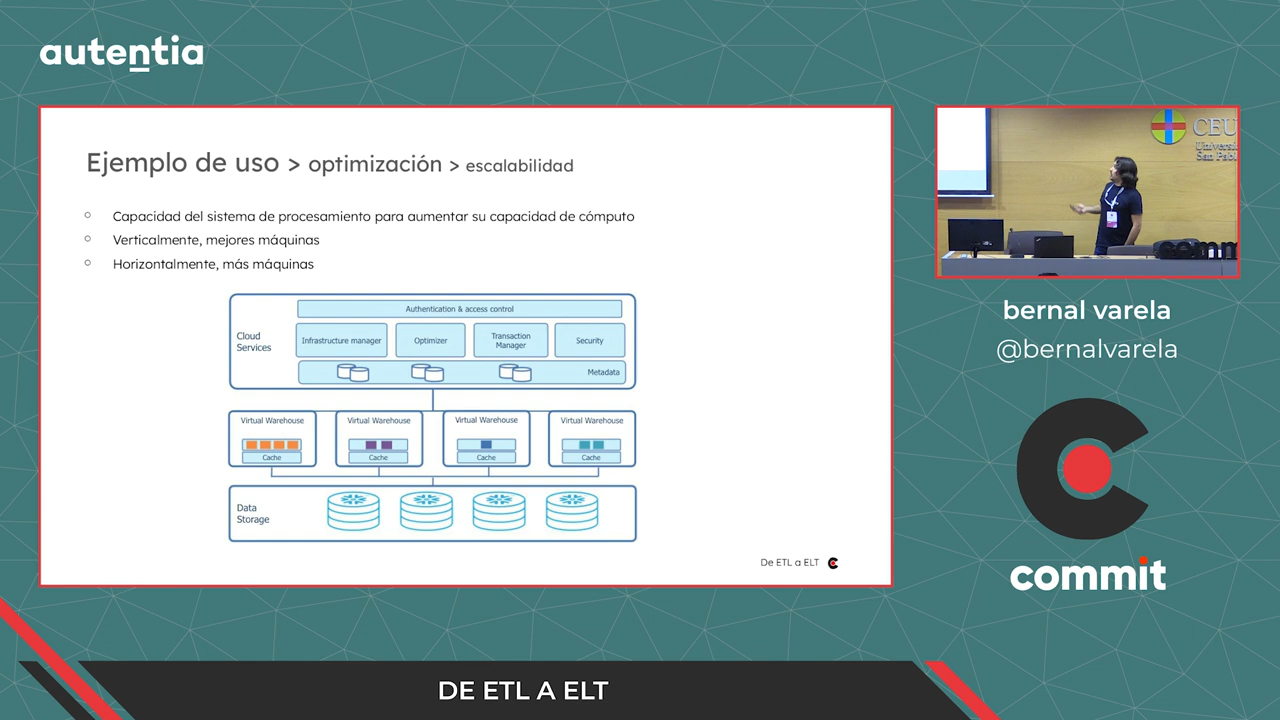 autentia
Ejemplo de uso > optimización > escalabilidad
Capacidad del sistema de procesamiento para aumentar su capacidad de cómputo
Verticalmente, mejores máquinas
Horizontalmente, más máquinas
Authentication & access control
Cloud
Services
Infrastructure manager
Optimizer
Transaction
Manager
Security
Metadata
Virtual Warehouse
Cache
Virtual Warehouse
Cache
Virtual Warehouse
Cache
Virtual Warehouse
Cache
Data
Storage
De ETL a ELT
CEU
Universi
San Pabl
bernal varela
@bernalvarela
commit
DE ETL A ELT